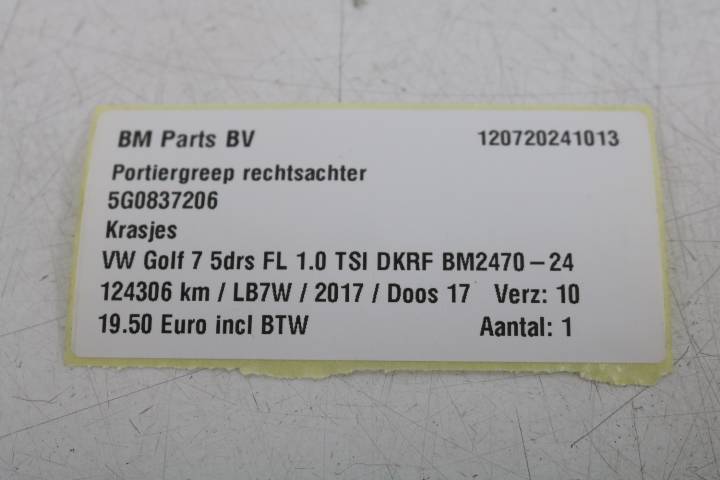 BM Parts BV 120720241013
Portiergreep rechtsachter
5G0837206
Krasjes
VW Golf 7 5drs FL 1.0 TSI DKRF BM2470-24
124306 km / LB7W / 2017 / Doos 17 Verz: 10
19.50 Euro incl BTW Aantal: 1